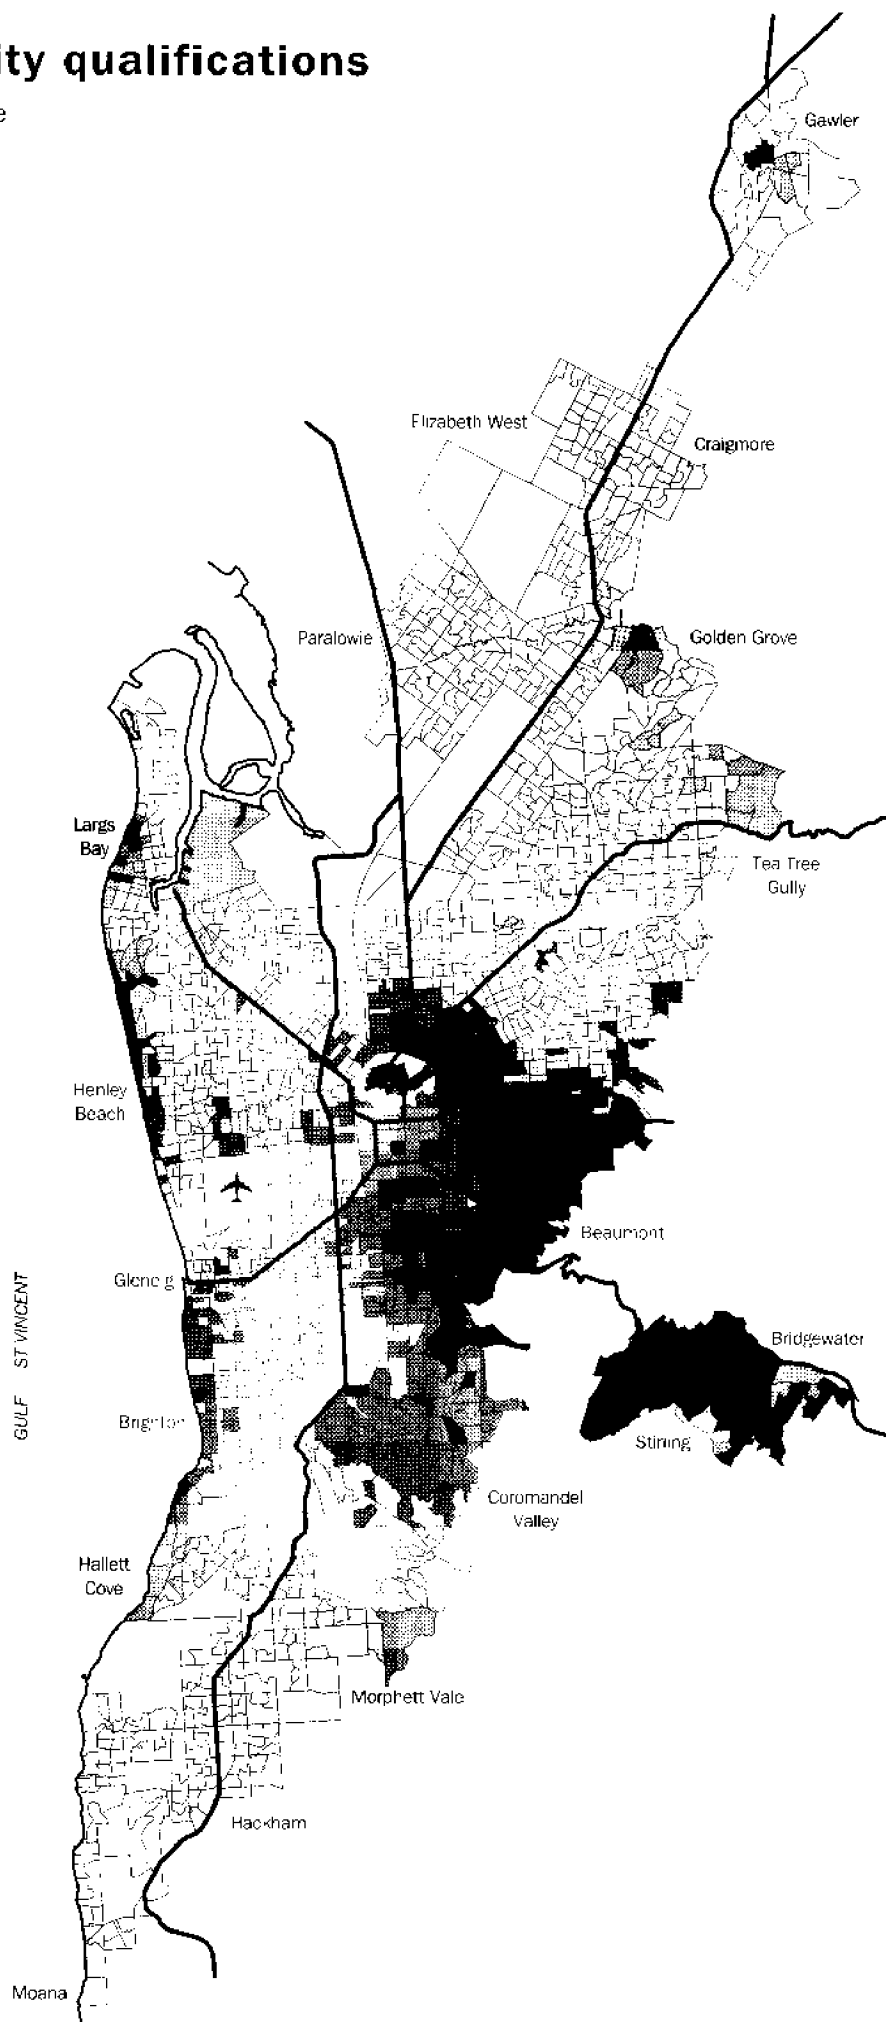 ity qualifications
e
Gawler
Elizabeth West
Craigmore
Paralowie
Golden Grove
Largs
Bay
Tea Tree
Gully
Henley
Beach
Beaumont
Glenelg
GULF ST VINCENT
Bridgewater
Brighton
Stirling
Coromandel
Valley
Hallett
Cove
Morphett Vale
Hackham
Moana